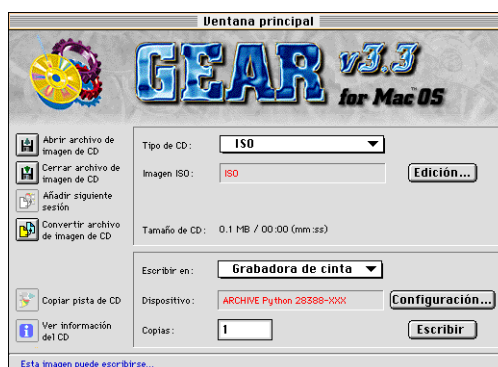 Ventana principal
GEAR v3.3
for Mac OS
Abrir archivo de
imagen de CD
Cerrar archivo de
imagen de CD
Añadir siguiente
sesión
Convertir archivo
de imagen de CD
Tipo de CD: ISO
Imagen ISO: ISO Edición...
Tamaño de CD: 0.1 MB / 00:00 (mm:ss)
Escribir en: Grabadora de cinta
Copiar pista de CD
Dispositivo: ARCHIVE Python 28388-XXX Configuración...
Ver información
del CD
Copias: 1 Escribir
Esta imagen puede escribirse...